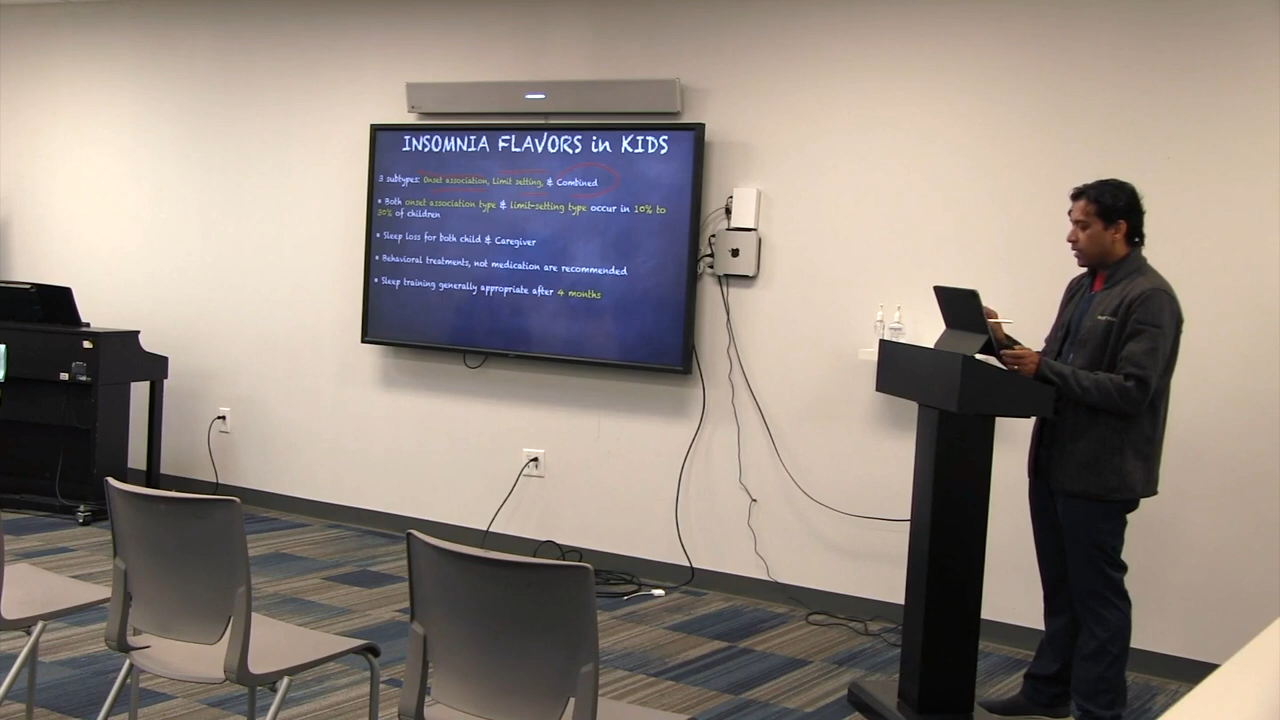 INSOMNIA FLAVORS in KIDS
3 subtypes: Onset association, Limit setting, & Combined
• Both onset association type & limit-setting type occur in 10% to
30% of children
• Sleep loss for both child & Caregiver
• Behavioral treatments, not medication are recommended
• Sleep training generally appropriate after 4 months